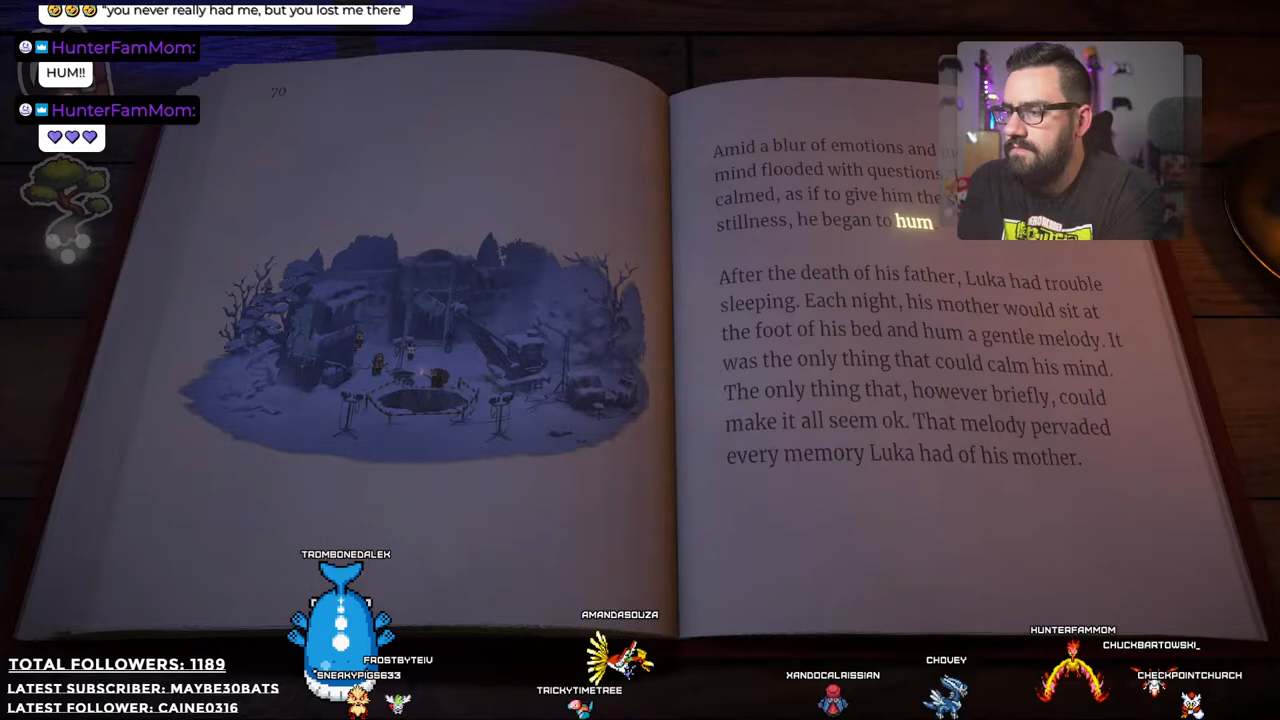 🤣🤣🤣 "you never really had me, but you lost me there"
HunterFamMom:
HUM!!
HunterFamMom:
💜💜💜
70
Amid a blur of emotions and
mind flooded with questions
calmed, as if to give him the
stillness, he began to hum
After the death of his father, Luka had trouble
sleeping. Each night, his mother would sit at
the foot of his bed and hum a gentle melody. It
was the only thing that could calm his mind.
The only thing that, however briefly, could
make it all seem ok. That melody pervaded
every memory Luka had of his mother.
TROMBONEDALEK
AMANDASOUZA
HUNTERFAMMOM
CHUCKBARTOWSKI_
FROSTBYTEIV
SNEAKYPIGS633
TRICKYTIMETREE
XANDOCALRISSIAN
CHOVEY
CHECKPOINTCHURCH
TOTAL FOLLOWERS: 1189
LATEST SUBSCRIBER: MAYBE30BATS
LATEST FOLLOWER: CAINE0316